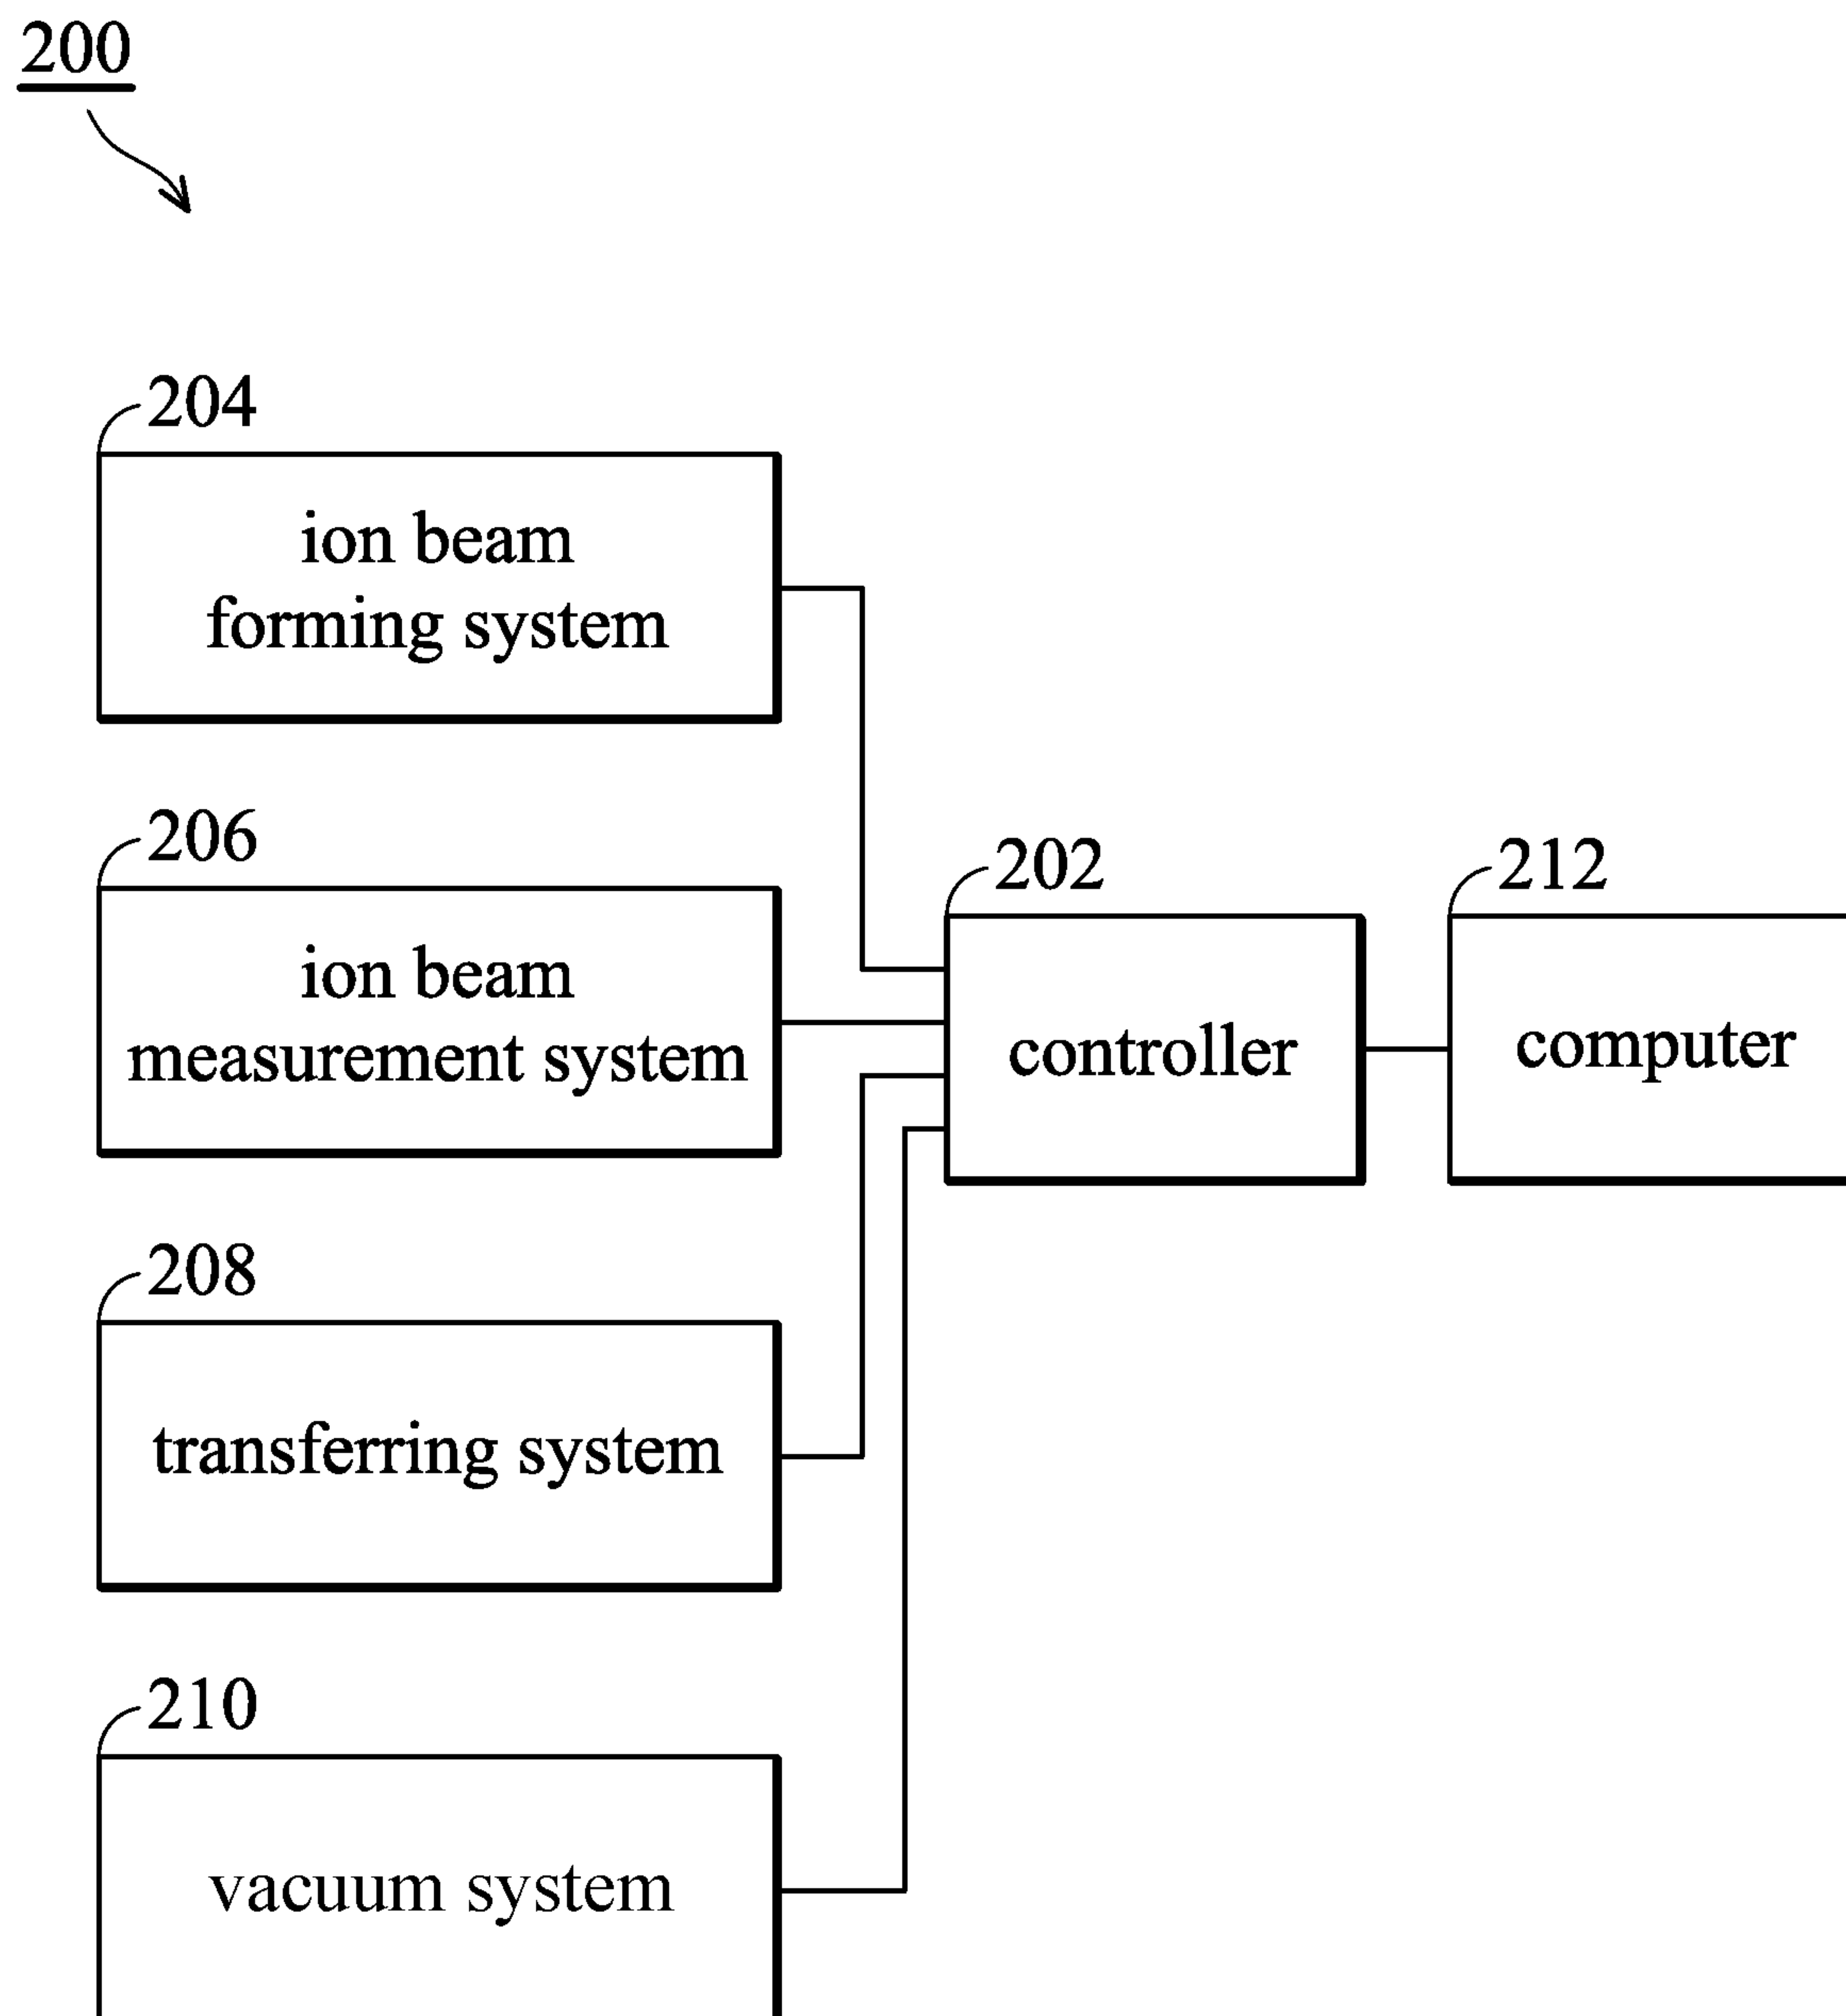 200
204
ion beam
forming system
206
ion beam
measurement system
202
controller
212
computer
208
transferring system
210
vacuum system